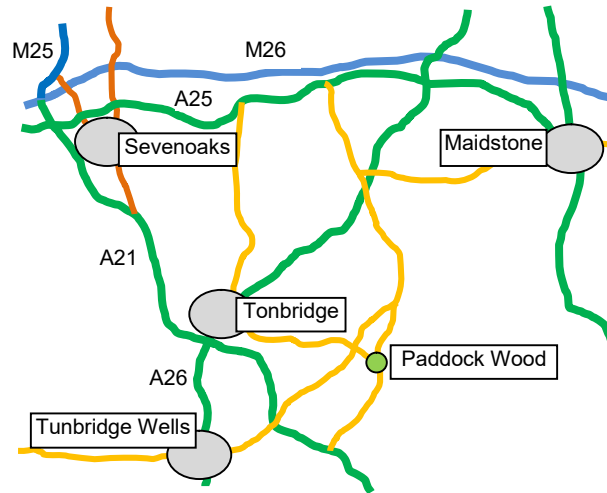 M25
M26
A25
Sevenoaks
Maidstone
A21
Tonbridge
Paddock Wood
A26
Tunbridge Wells